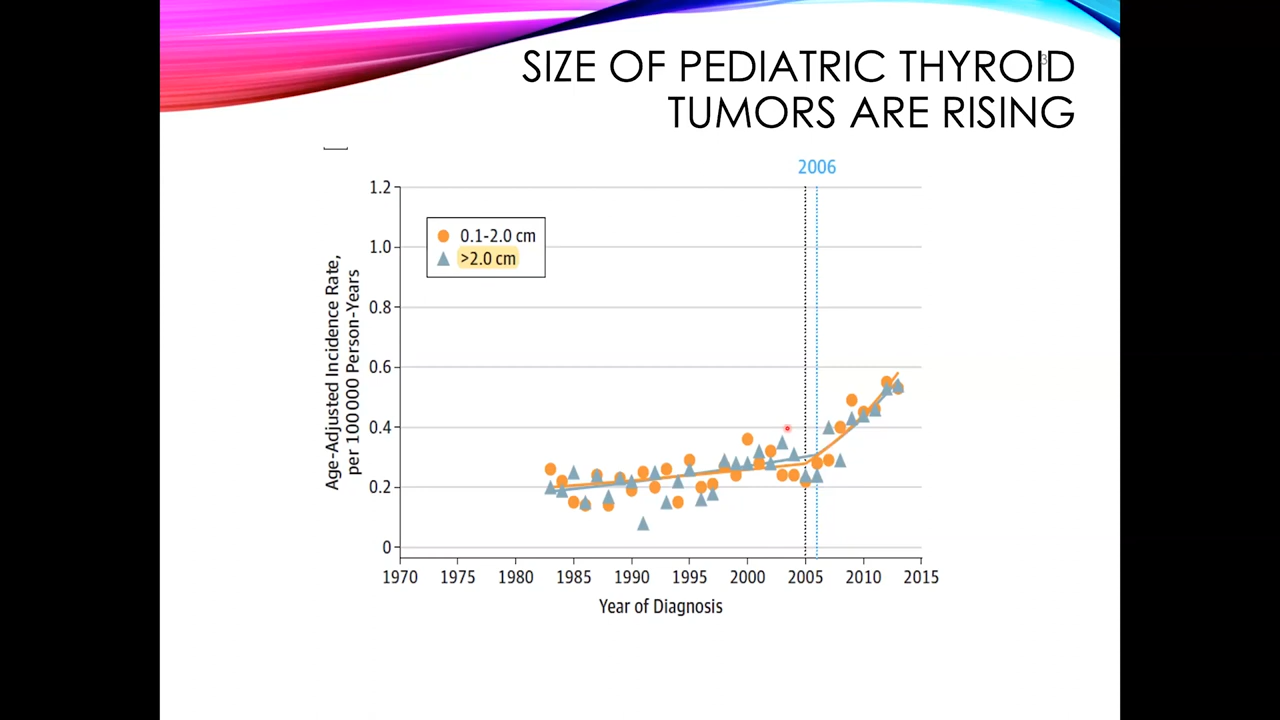 SIZE OF PEDIATRIC THYROID
3
TUMORS ARE RISING
2006
1.2
0.1-2.0 cm
>2.0 cm
1.0
0.8
0.6
0.4
0.2
0
Age-Adjusted Incidence Rate,
per 100 000 Person-Years
1970 1975 1980 1985 1990 1995 2000 2005 2010 2015
Year of Diagnosis